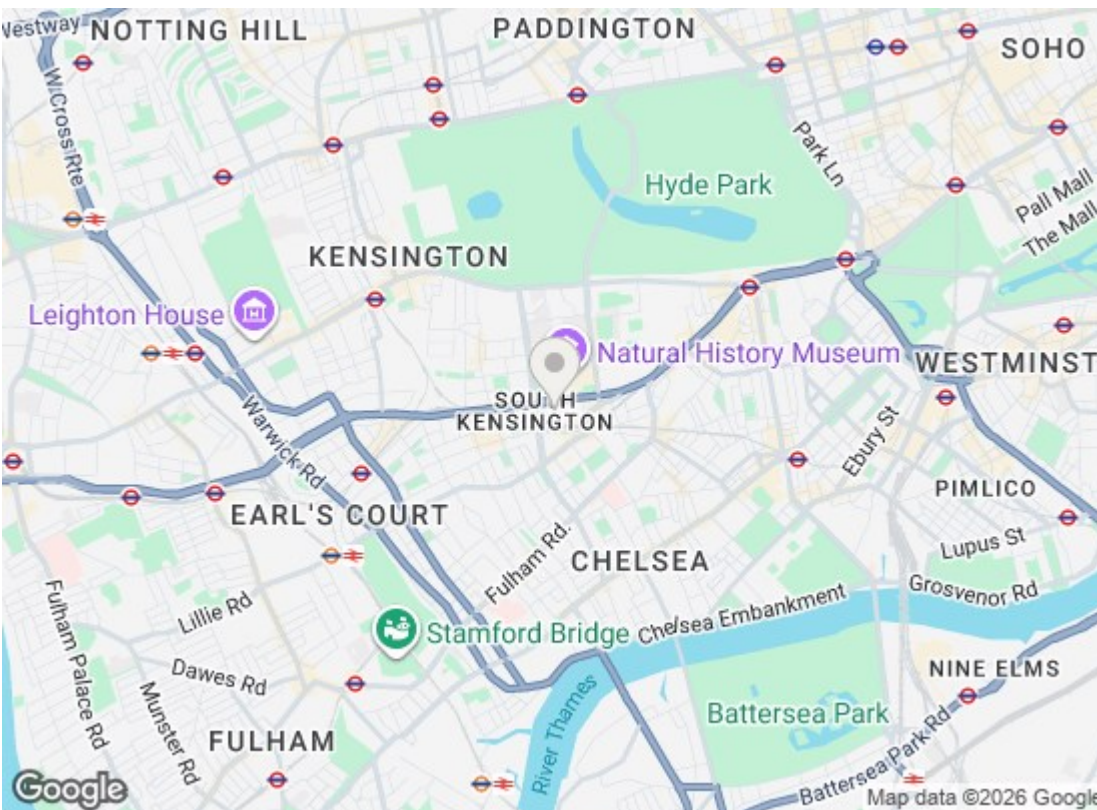 Westway
NOTTING HILL
PADDINGTON
SOHO
W Cross Rte
Park Ln
Hyde Park
Pall Mall
The Mall
KENSINGTON
Leighton House
Natural History Museum
WESTMINST
SOUTH
KENSINGTON
Warwick Rd
Ebury St
EARL'S COURT
PIMLICO
Lupus St
Fulham Rd.
CHELSEA
Grosvenor Rd
Lillie Rd
Chelsea Embankment
Stamford Bridge
Fulham Palace Rd
Dawes Rd
NINE ELMS
Munster Rd
River Thames
Battersea Park
FULHAM
Battersea Park Rd
Google
Map data ©2026 Google